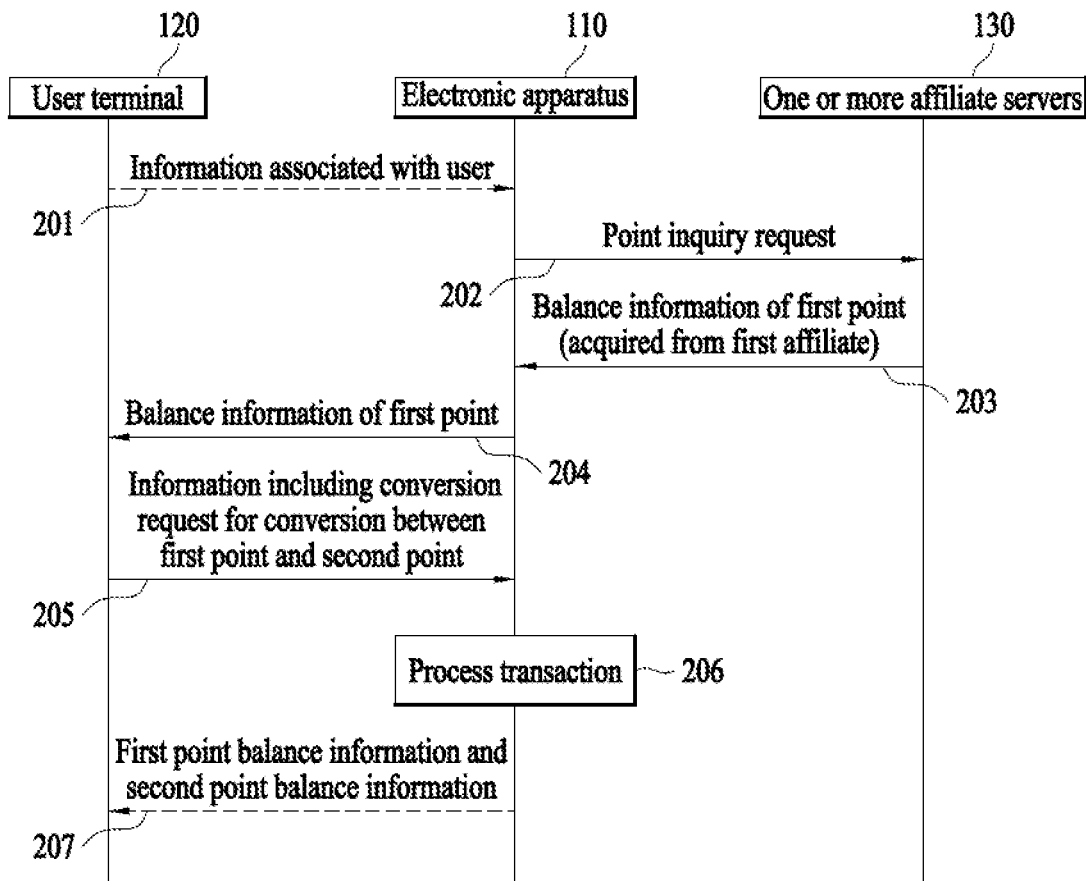 120
110
130
User terminal
Electronic apparatus
One or more affiliate servers
Information associated with user
201
Point inquiry request
202
Balance information of first point
(acquired from first affiliate)
203
Balance information of first point
204
Information including conversion
request for conversion between
first point and second point
205
Process transaction
206
First point balance information and
second point balance information
207